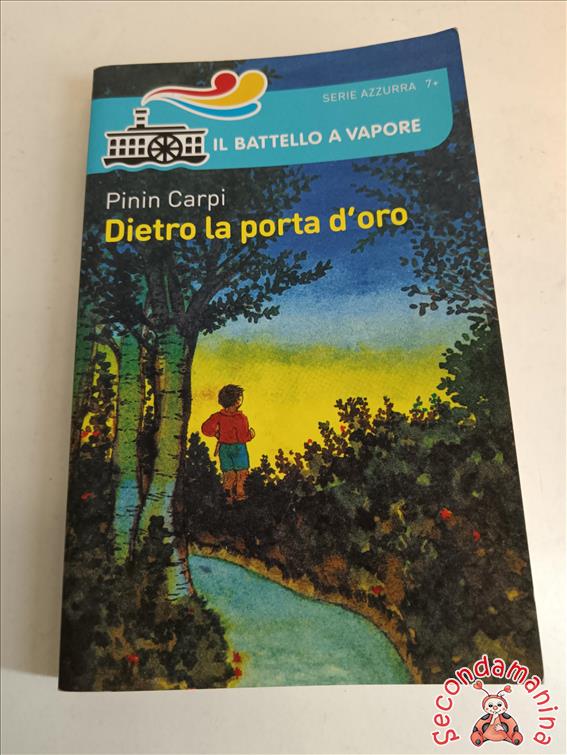 SERIE AZZURRA 7+
IL BATTELLO A VAPORE
Pinin Carpi
Dietro la porta d'oro
Secondamanina